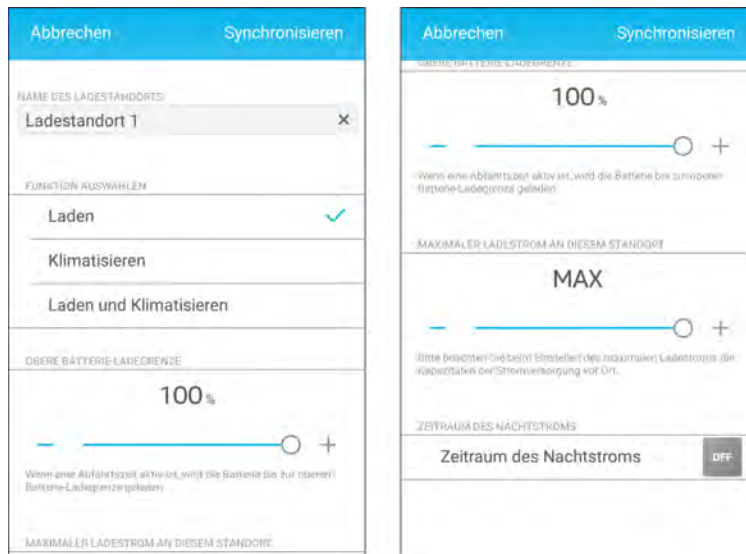 Abbrechen Synchronisieren
NAME DES LADESTANDORTS
Ladestandort 1 ×
FUNKTION AUSWÄHLEN
Laden
Klimatisieren
Laden und Klimatisieren
OBERE BATTERIE-LADEGRENZE
100 %
− +
Wenn eine Abfahrtszeit aktiv ist, wird die Batterie bis zur oberen
Batterie-Ladegrenze geladen
MAXIMALER LADESTROM AN DIESEM STANDORT
Abbrechen Synchronisieren
OBERE BATTERIE-LADEGRENZE
100 %
− +
Wenn eine Abfahrtszeit aktiv ist, wird die Batterie bis zur oberen
Batterie-Ladegrenze geladen
MAXIMALER LADESTROM AN DIESEM STANDORT
MAX
− +
Bitte beachten Sie beim Einstellen des maximalen Ladestroms die
Kapazitäten der Stromversorgung vor Ort.
ZEITRAUM DES NACHTSTROMS
Zeitraum des Nachtstroms OFF